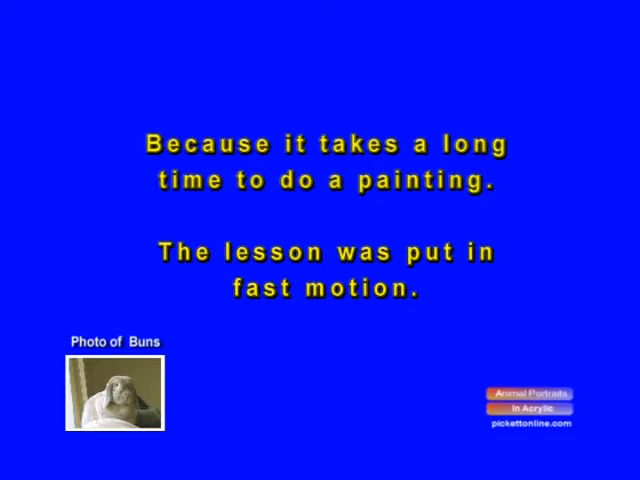 Because it takes a long
time to do a painting.
The lesson was put in
fast motion.
Photo of Buns
Animal Portraits
In Acrylic
pickettonline.com